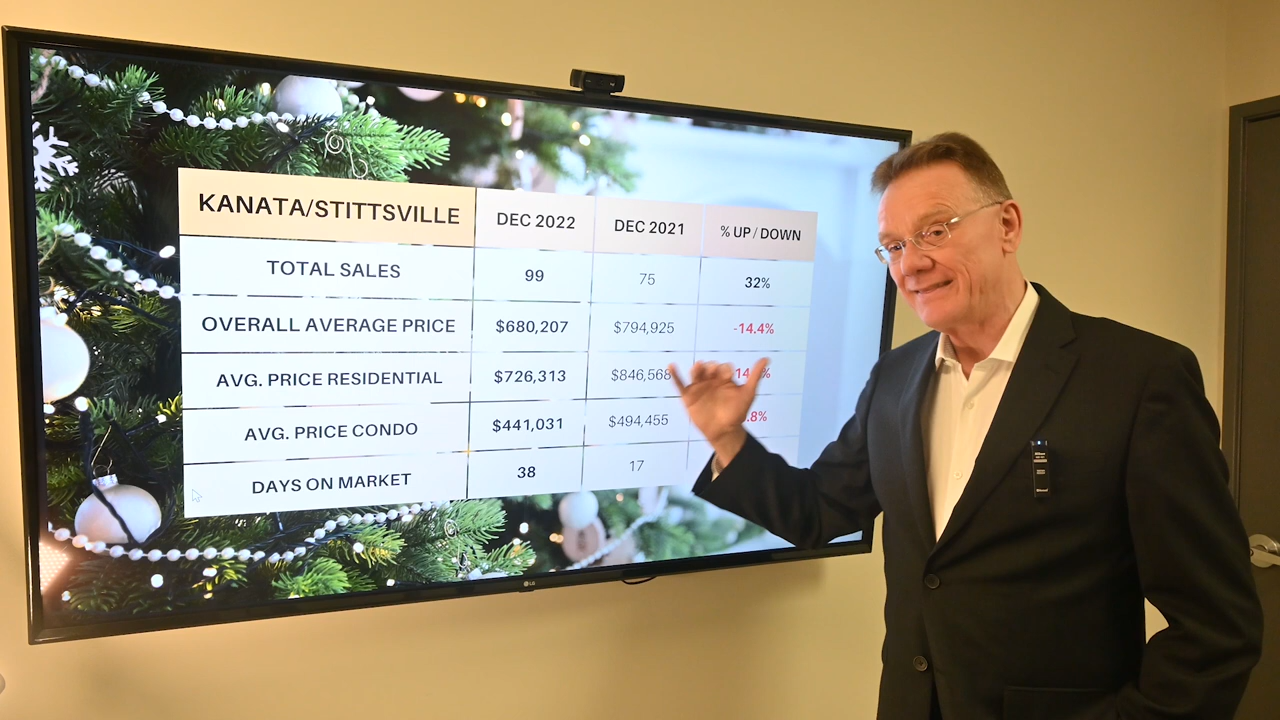 KANATA/STITTSVILLE DEC 2022 DEC 2021 % UP / DOWN
TOTAL SALES 99 75 32%
OVERALL AVERAGE PRICE $680,207 $794,925 -14.4%
AVG. PRICE RESIDENTIAL $726,313 $846,568
AVG. PRICE CONDO $441,031 $494,455
DAYS ON MARKET 38 17
LG